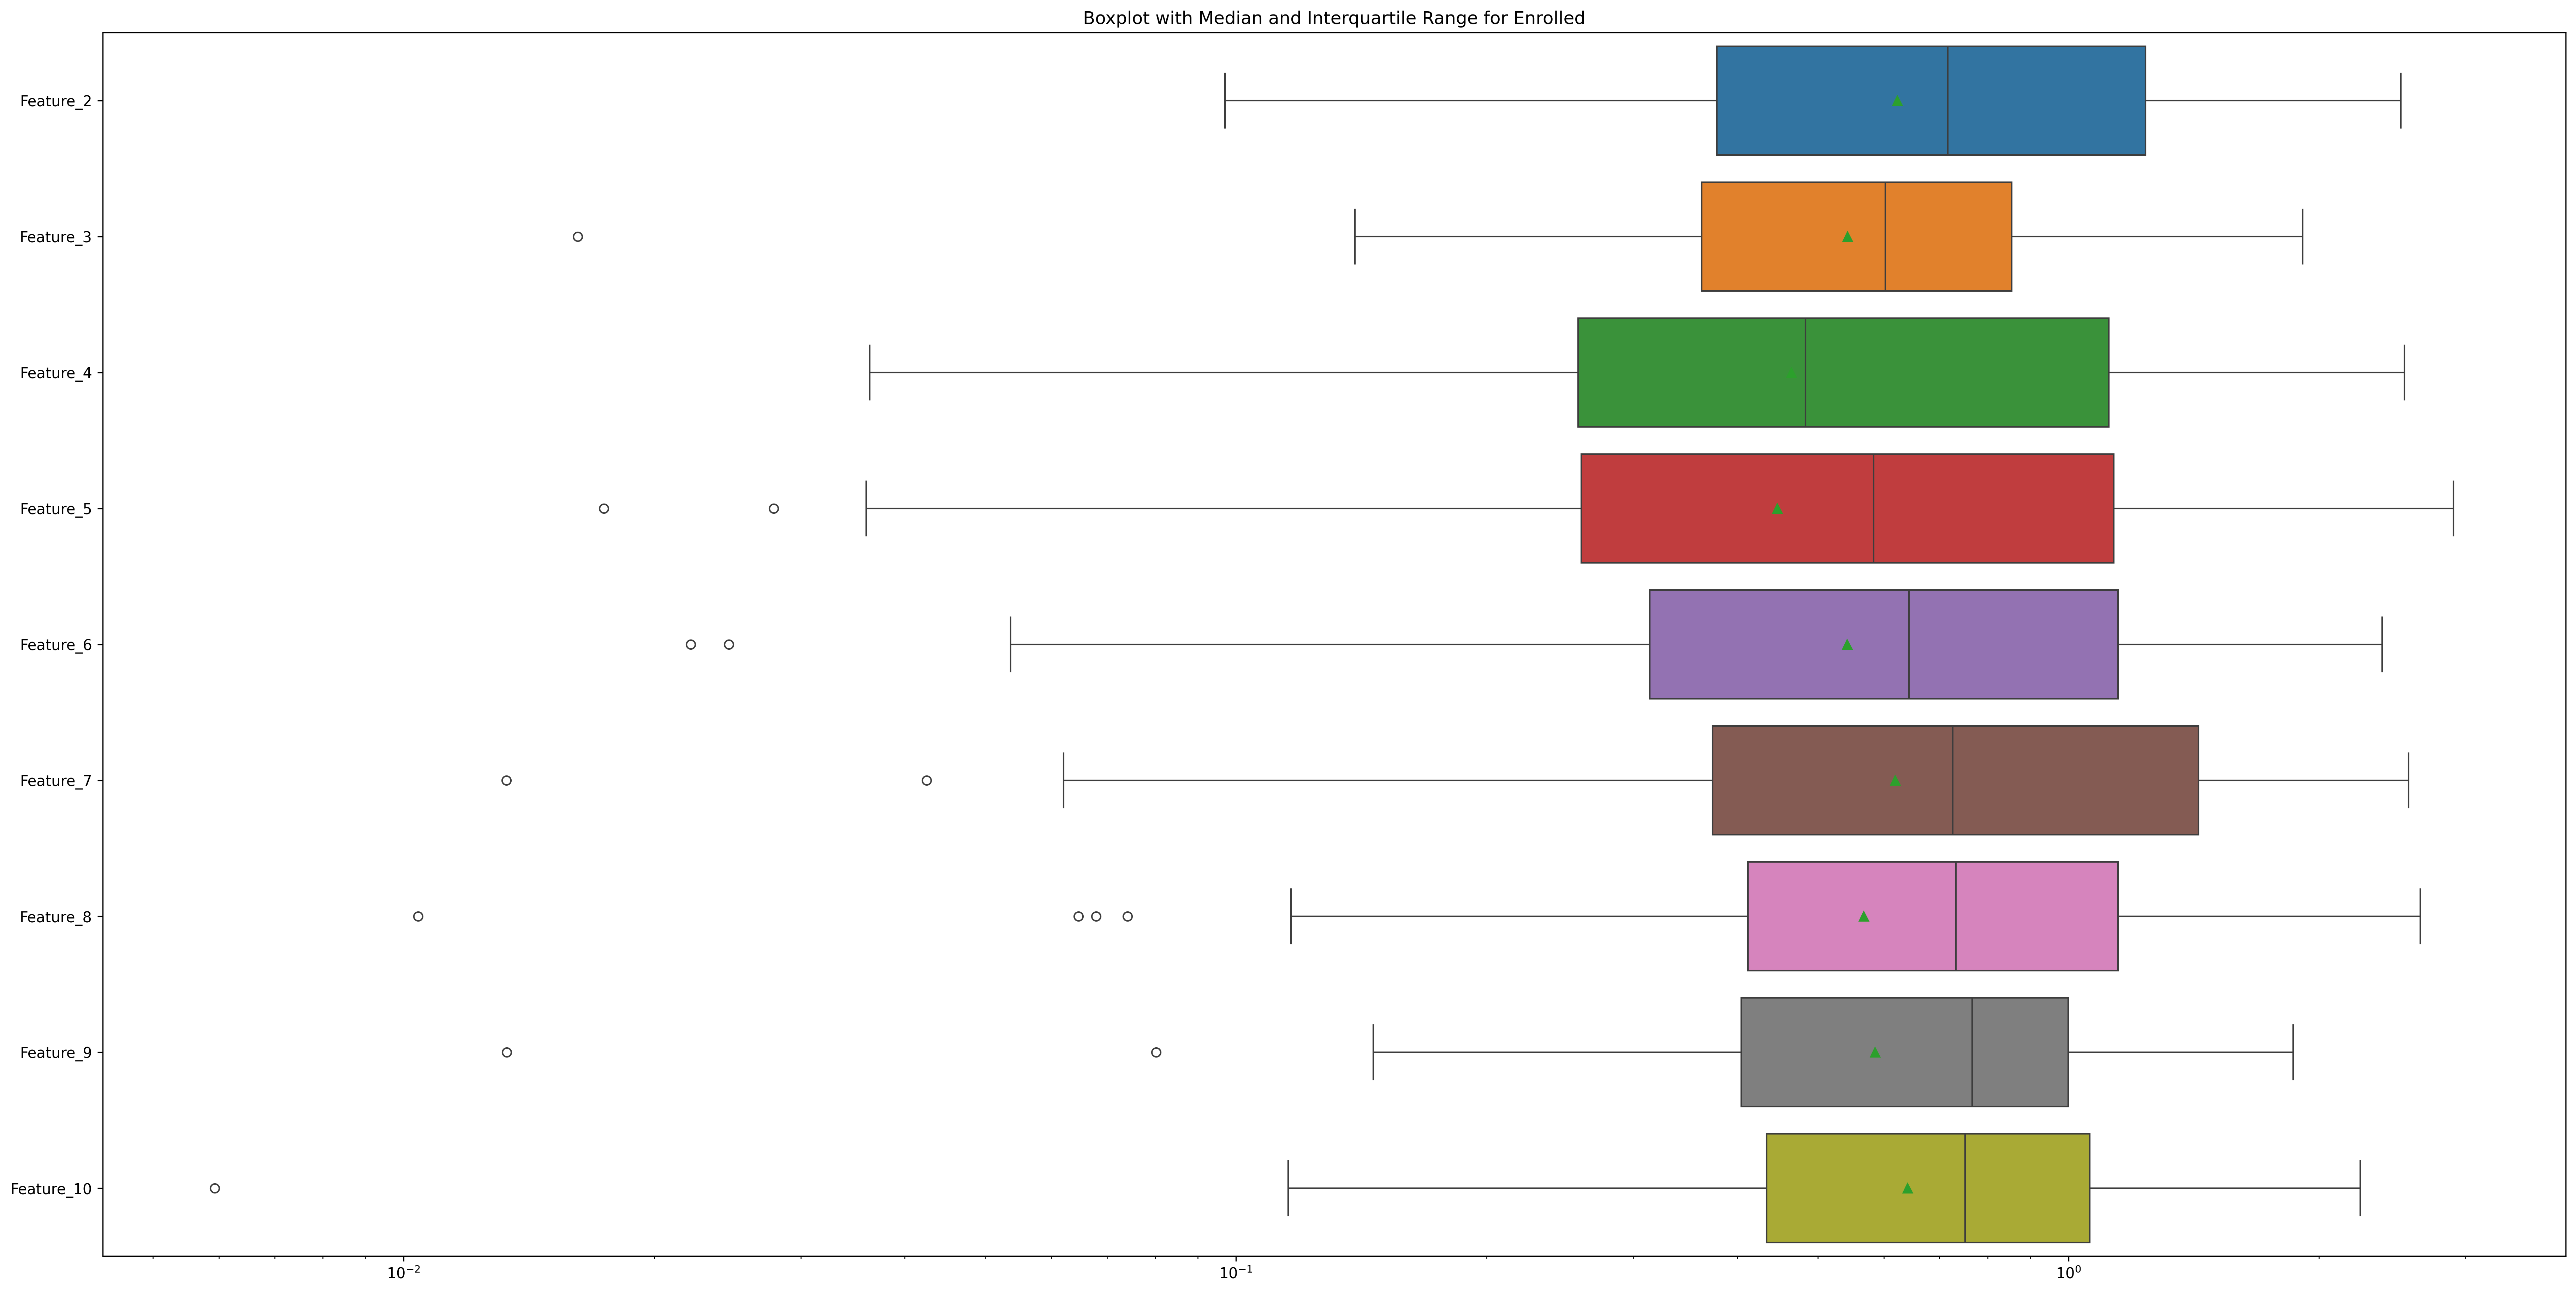 Boxplot with Median and Interquartile Range for Enrolled
Feature_2
Feature_3
Feature_4
Feature_5
Feature_6
Feature_7
Feature_8
Feature_9
Feature_10
10⁻² 10⁻¹ 10⁰